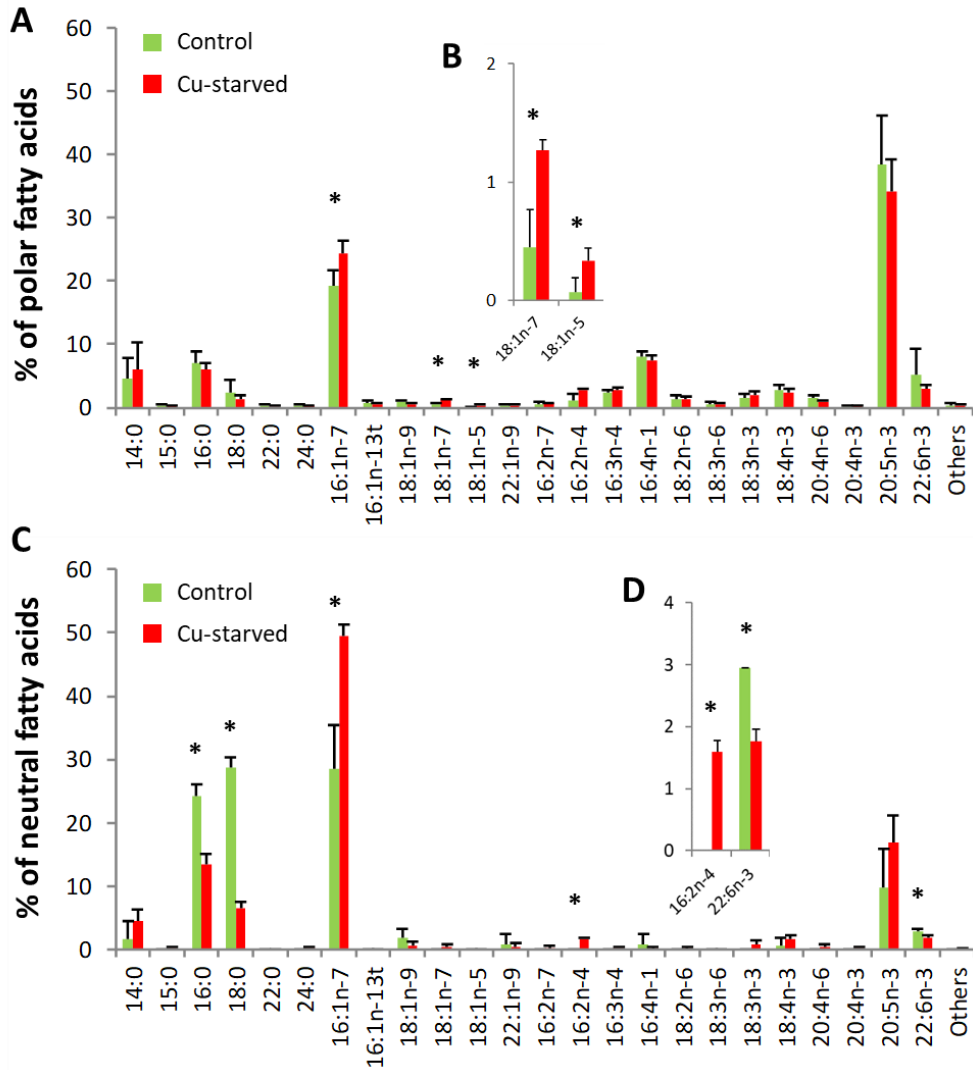 A
60
50
40
30
20
10
0
% of polar fatty acids
Control
Cu-starved
*
*
*
14:0
15:0
16:0
18:0
22:0
24:0
16:1n-7
16:1n-13t
18:1n-9
18:1n-7
18:1n-5
22:1n-9
16:2n-7
16:2n-4
16:3n-4
16:4n-1
18:2n-6
18:3n-6
18:3n-3
18:4n-3
20:4n-6
20:4n-3
20:5n-3
22:6n-3
Others
B
2
1
0
*
*
18:1n-7
18:1n-5
C
60
50
40
30
20
10
0
% of neutral fatty acids
Control
Cu-starved
*
*
*
*
*
14:0
15:0
16:0
18:0
22:0
24:0
16:1n-7
16:1n-13t
18:1n-9
18:1n-7
18:1n-5
22:1n-9
16:2n-7
16:2n-4
16:3n-4
16:4n-1
18:2n-6
18:3n-6
18:3n-3
18:4n-3
20:4n-6
20:4n-3
20:5n-3
22:6n-3
Others
D
4
3
2
1
0
*
*
16:2n-4
22:6n-3